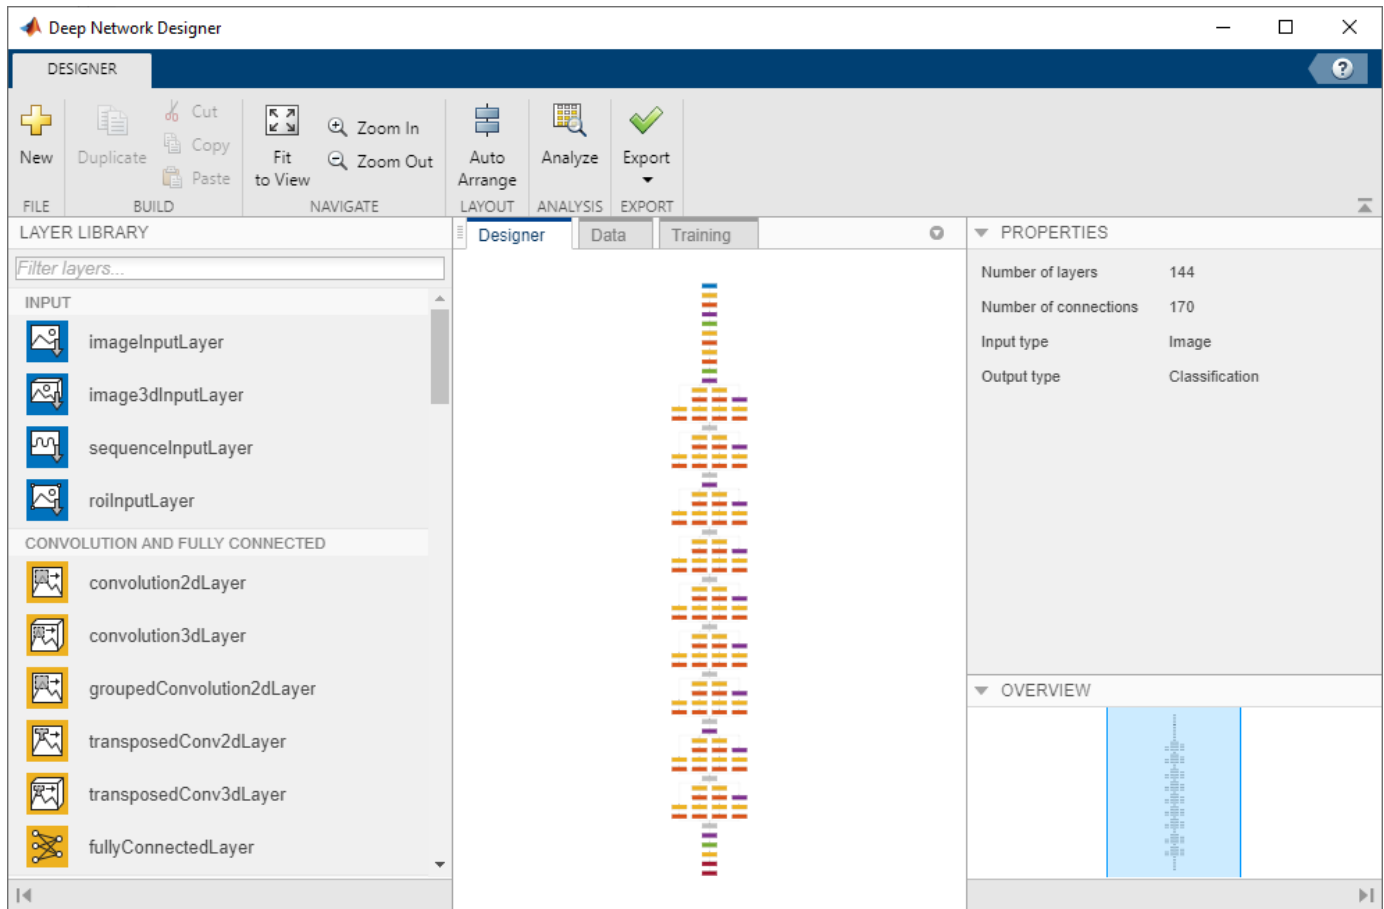 Deep Network Designer
DESIGNER
?
New
Duplicate
Cut
Copy
Paste
Fit
to View
Zoom In
Zoom Out
Auto
Arrange
Analyze
Export
FILE
BUILD
NAVIGATE
LAYOUT
ANALYSIS
EXPORT
LAYER LIBRARY
Filter layers...
INPUT
imageInputLayer
image3dInputLayer
sequenceInputLayer
roiInputLayer
CONVOLUTION AND FULLY CONNECTED
convolution2dLayer
convolution3dLayer
groupedConvolution2dLayer
transposedConv2dLayer
transposedConv3dLayer
fullyConnectedLayer
Designer
Data
Training
PROPERTIES
Number of layers 144
Number of connections 170
Input type Image
Output type Classification
OVERVIEW